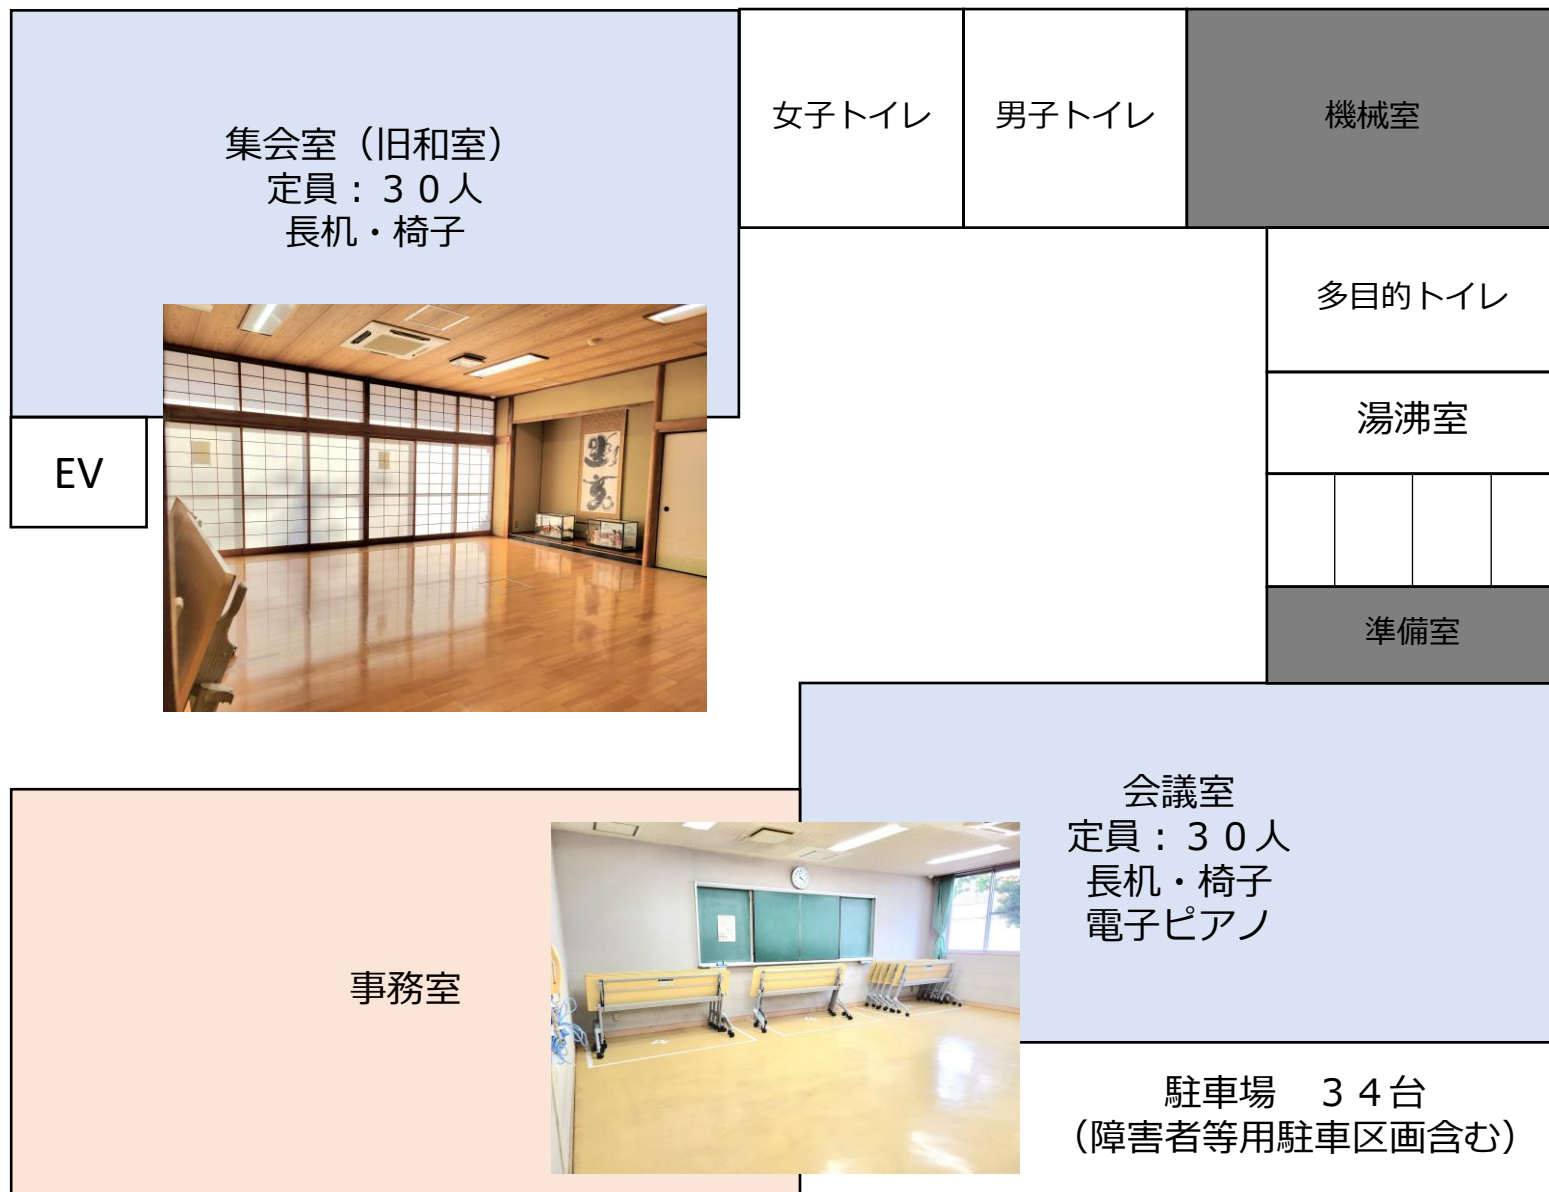 集会室（旧和室）
定員：３０人
長机・椅子
女子トイレ
男子トイレ
機械室
多目的トイレ
湯沸室
EV
準備室
会議室
定員：３０人
長机・椅子
電子ピアノ
事務室
駐車場　３４台
（障害者等用駐車区画含む）